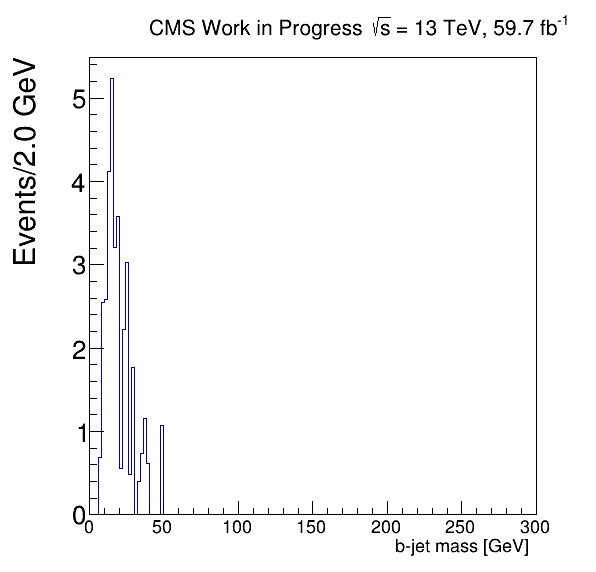 CMS Work in Progress √s = 13 TeV, 59.7 fb⁻¹
Events/2.0 GeV
5
4
3
2
1
0
0 50 100 150 200 250 300
b-jet mass [GeV]